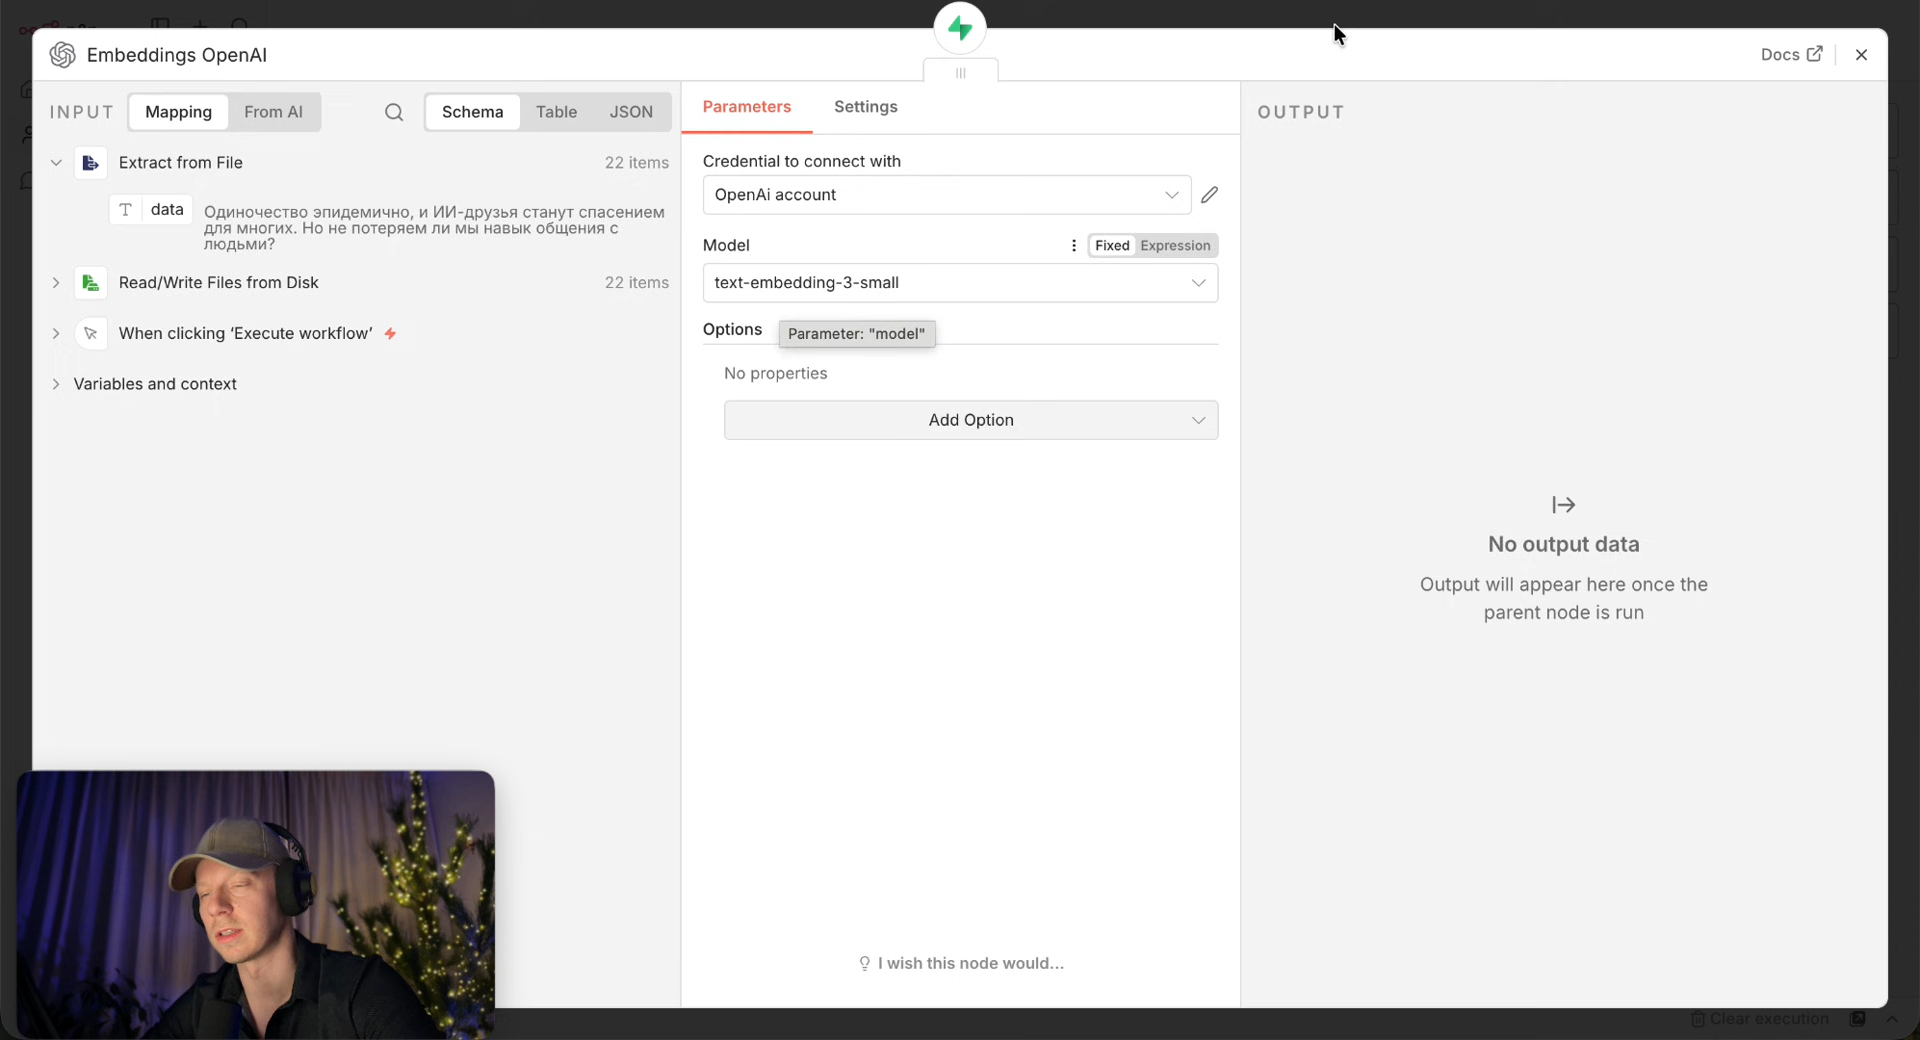 Embeddings OpenAI
Docs
INPUT
Mapping
From AI
Schema
Table
JSON
Extract from File
22 items
data
Одиночество эпидемично, и ИИ-друзья станут спасением
для многих. Но не потеряем ли мы навык общения с
людьми?
Read/Write Files from Disk
22 items
When clicking ‘Execute workflow’
Variables and context
Parameters
Settings
Credential to connect with
OpenAi account
Model
Fixed
Expression
text-embedding-3-small
Options
Parameter: "model"
No properties
Add Option
I wish this node would...
OUTPUT
No output data
Output will appear here once the
parent node is run
Clear execution